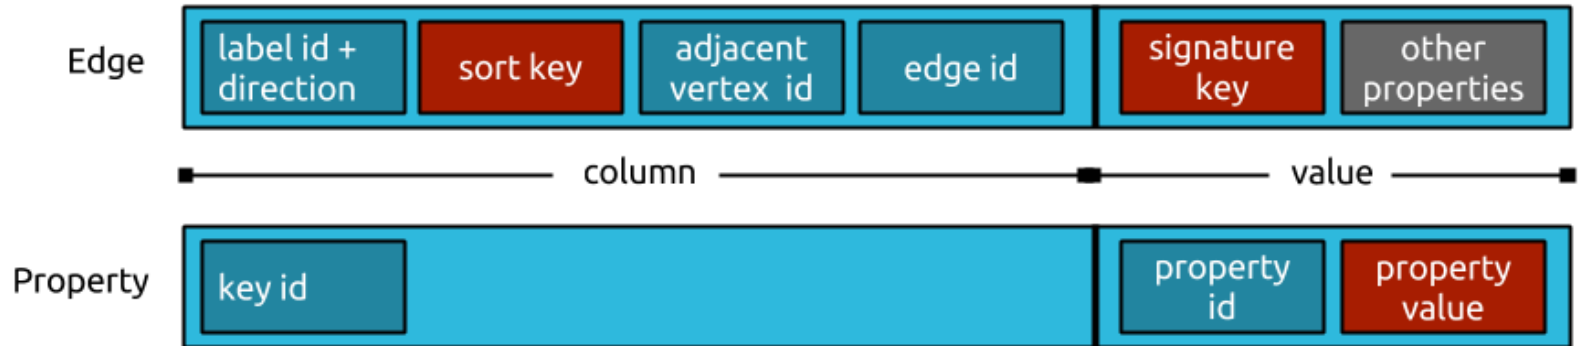 Edge
label id +
direction
sort key
adjacent
vertex id
edge id
signature
key
other
properties
column
value
Property
key id
property
id
property
value